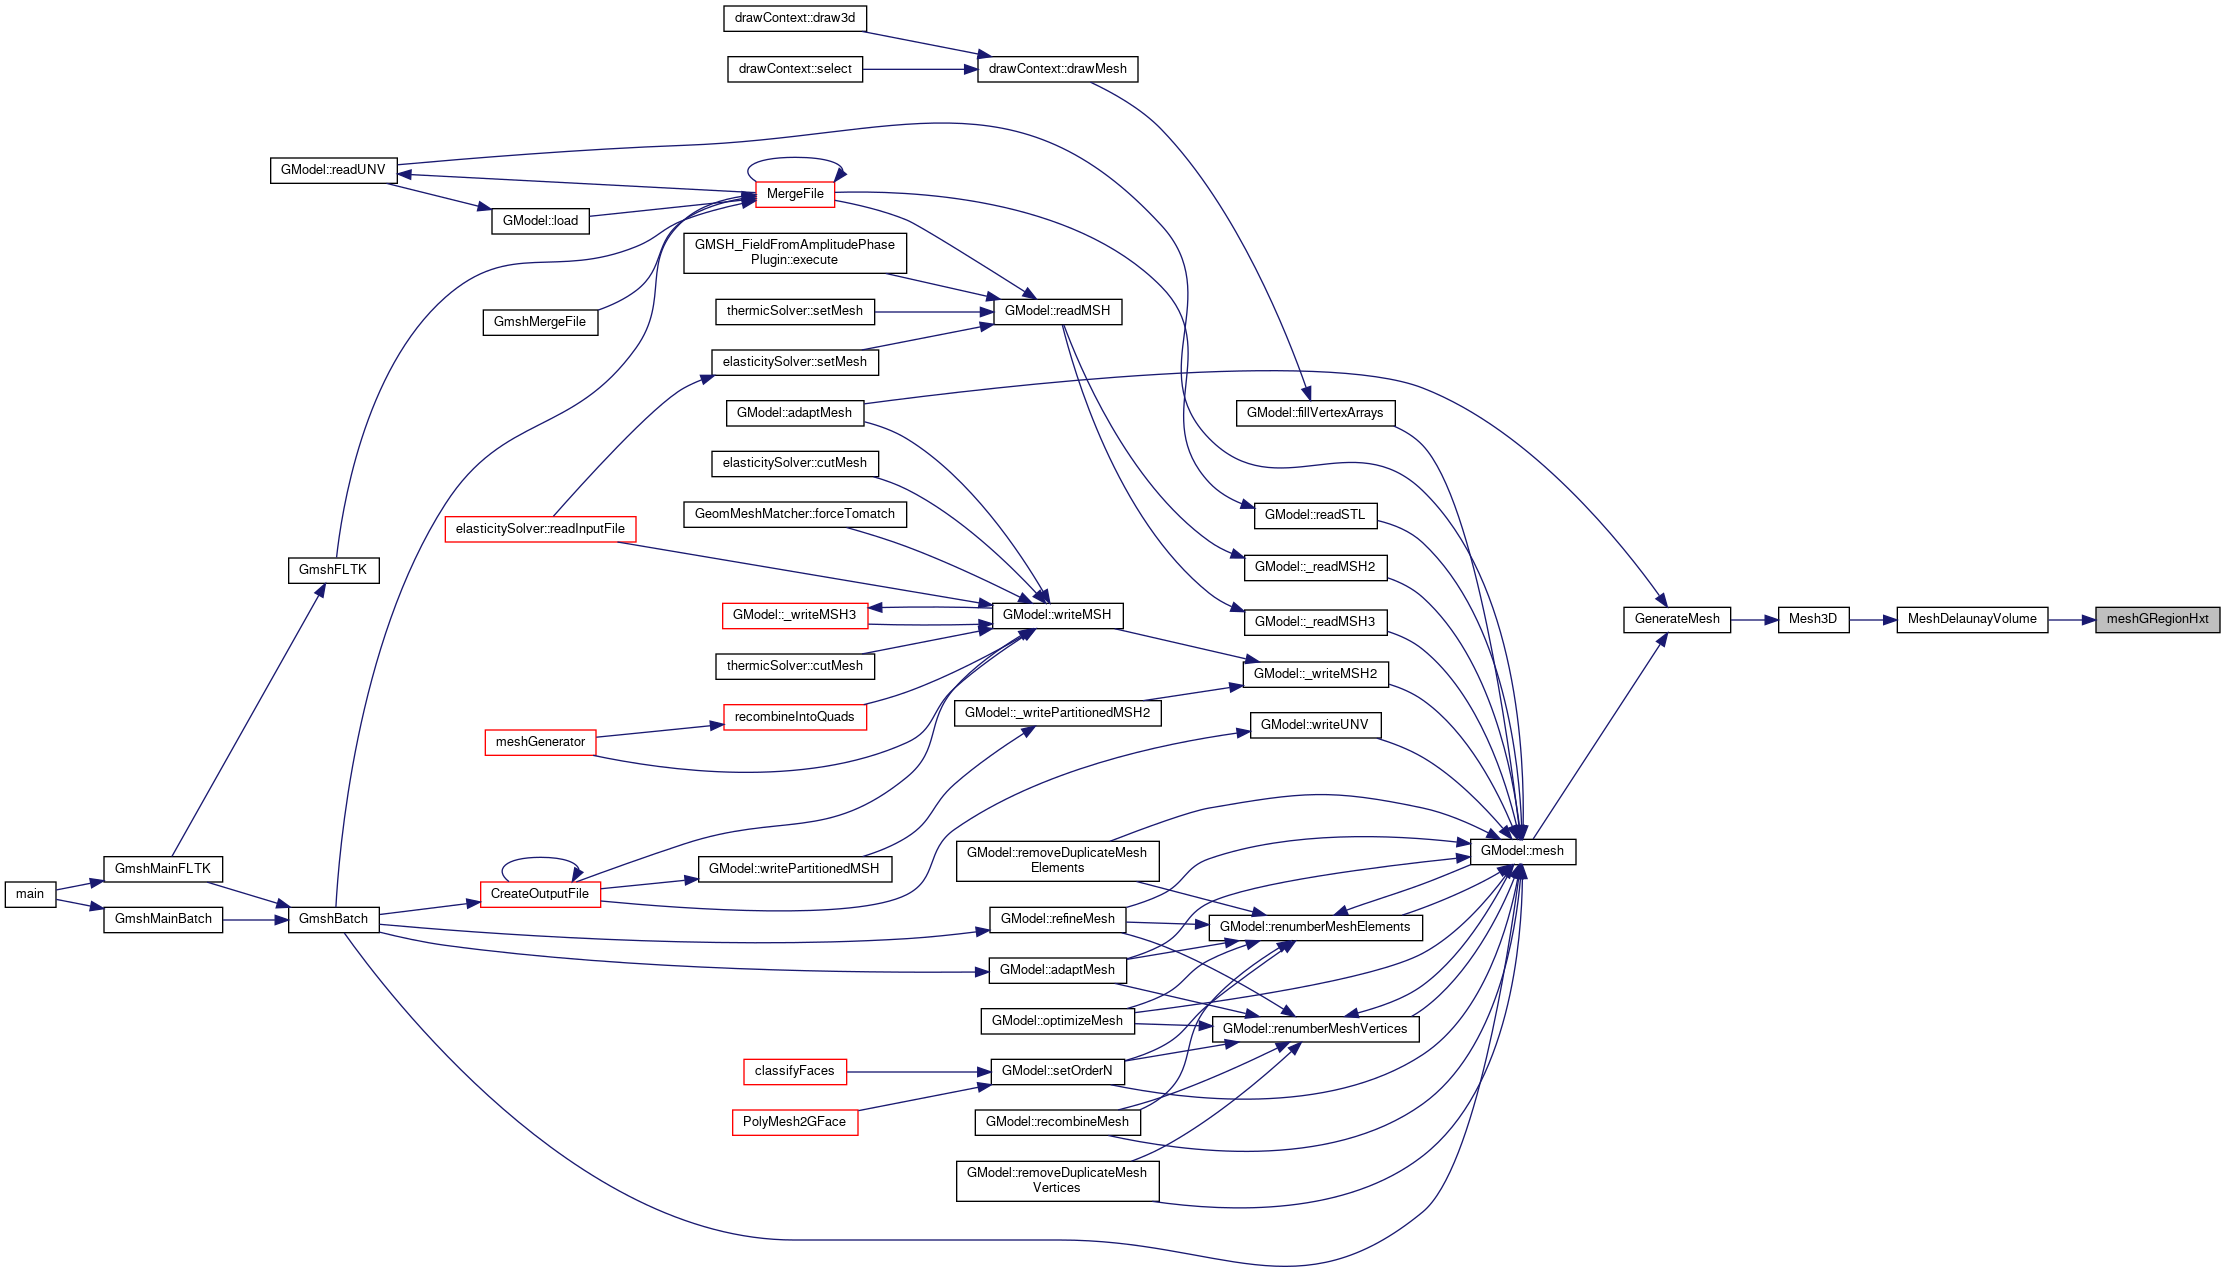 drawContext::draw3d
drawContext::select
drawContext::drawMesh
GModel::readUNV
MergeFile
GModel::load
GMSH_FieldFromAmplitudePhase
Plugin::execute
GmshMergeFile
thermicSolver::setMesh
GModel::readMSH
elasticitySolver::setMesh
GModel::adaptMesh
GModel::fillVertexArrays
elasticitySolver::cutMesh
elasticitySolver::readInputFile
GeomMeshMatcher::forceTomatch
GModel::readSTL
GmshFLTK
GModel::_readMSH2
GModel::_writeMSH3
GModel::writeMSH
GModel::_readMSH3
GenerateMesh
Mesh3D
MeshDelaunayVolume
meshGRegionHxt
thermicSolver::cutMesh
GModel::_writeMSH2
recombineIntoQuads
GModel::_writePartitionedMSH2
GModel::writeUNV
meshGenerator
GModel::removeDuplicateMesh
Elements
GModel::mesh
main
GmshMainFLTK
GmshMainBatch
GmshBatch
CreateOutputFile
GModel::writePartitionedMSH
GModel::refineMesh
GModel::renumberMeshElements
GModel::adaptMesh
GModel::optimizeMesh
GModel::renumberMeshVertices
classifyFaces
GModel::setOrderN
PolyMesh2GFace
GModel::recombineMesh
GModel::removeDuplicateMesh
Vertices